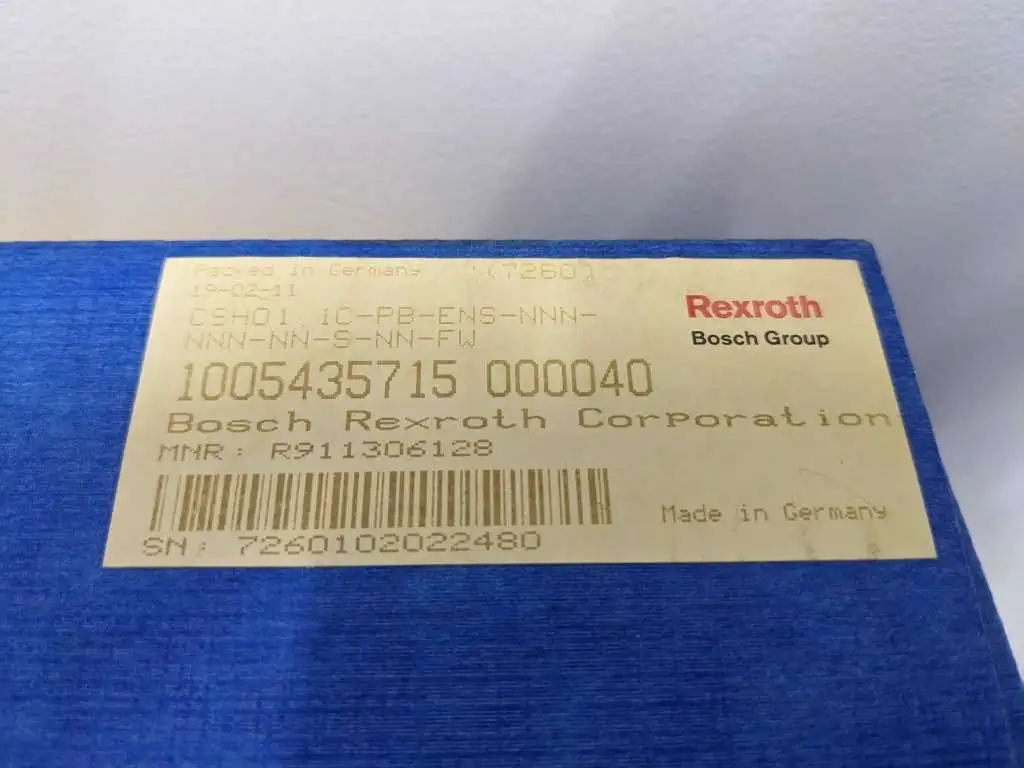 Packed in Germany (7260)
19-02-11
CSH01.1C-PB-ENS-NNN-
NNN-NN-S-NN-FW
Rexroth
Bosch Group
1005435715 000040
Bosch Rexroth Corporation
MNR: R911306128
Made in Germany
SN: 7260102022480